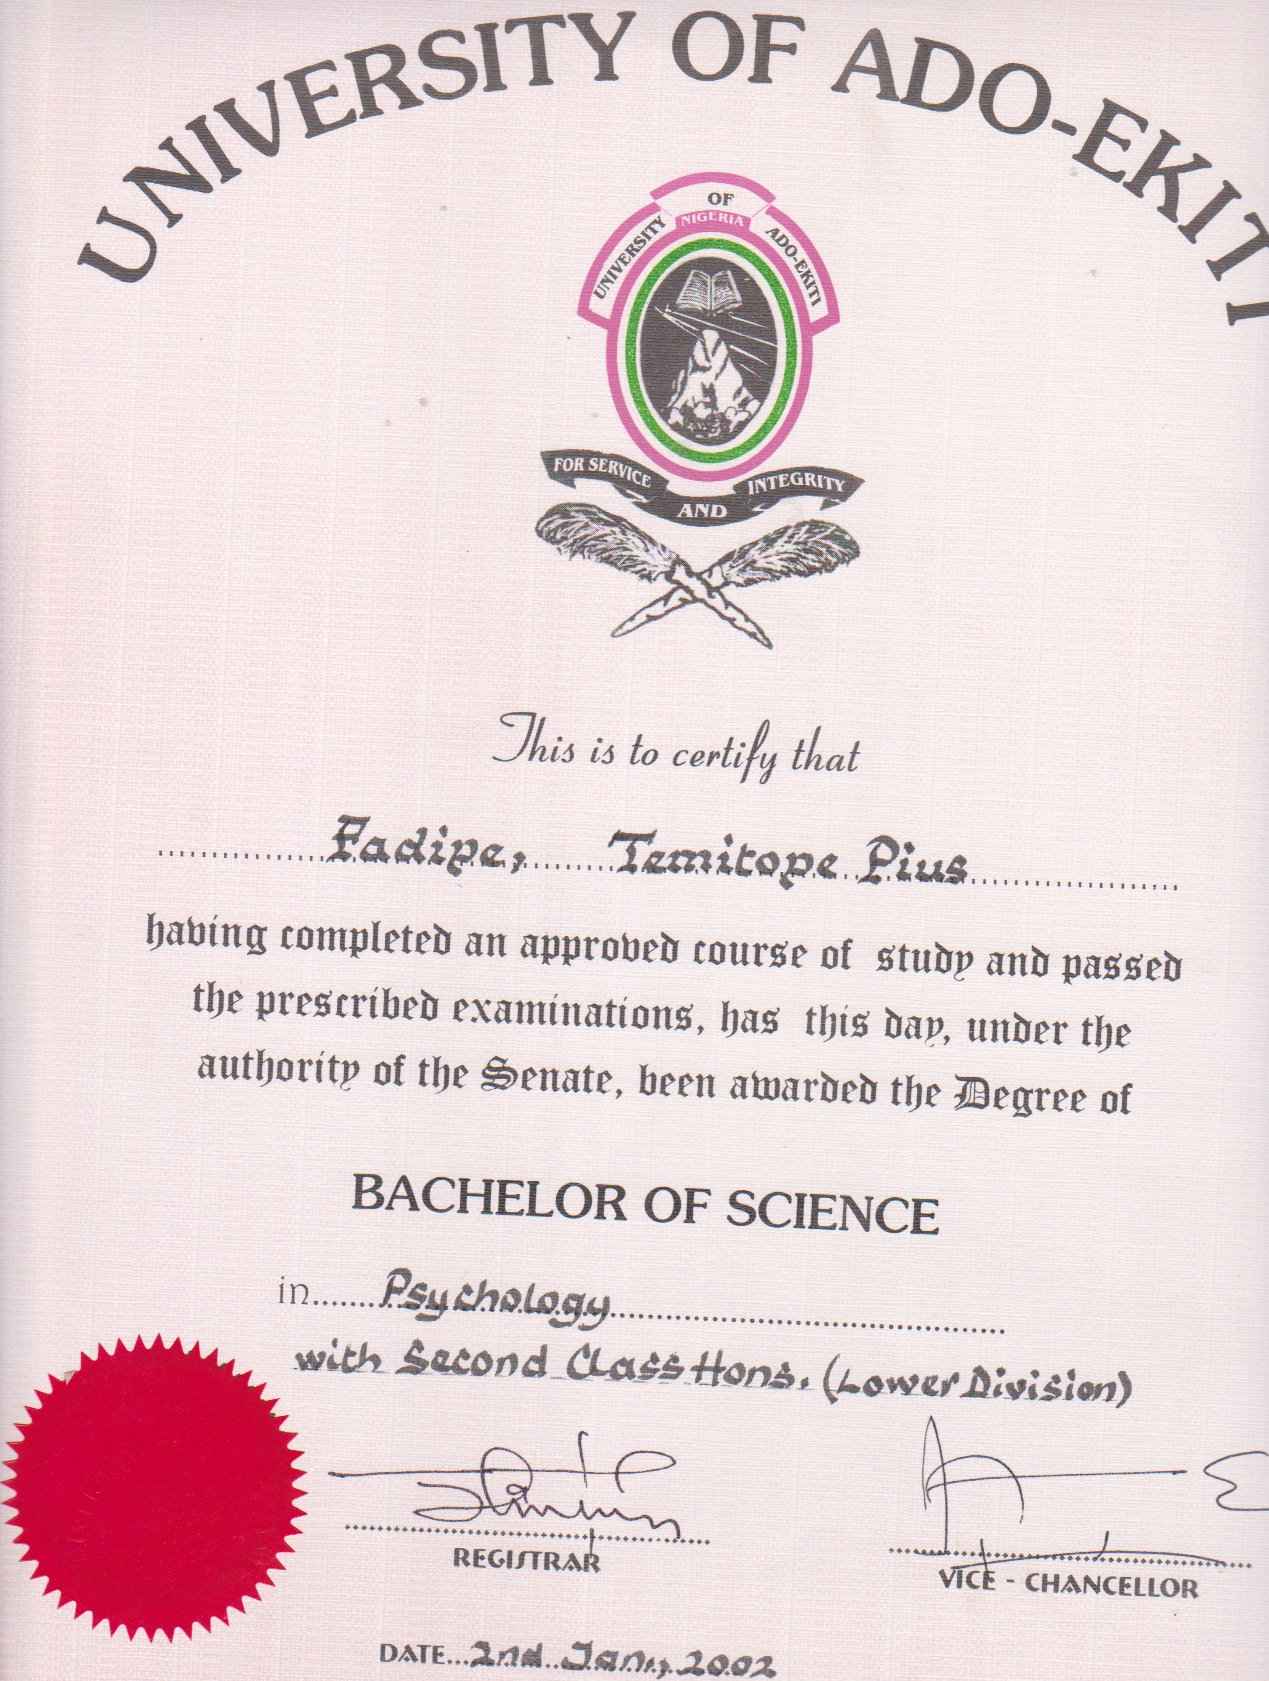 UNIVERSITY OF ADO-EKITI
OF
UNIVERSITY NIGERIA ADO-EKITI
FOR SERVICE AND INTEGRITY
This is to certify that
Fadipe, Temitope Pius
having completed an approved course of study and passed
the prescribed examinations, has this day, under the
authority of the Senate, been awarded the Degree of
BACHELOR OF SCIENCE
in Psychology
with Second Class Hons. (Lower Division)
REGISTRAR
VICE - CHANCELLOR
DATE 2nd Jan, 2002